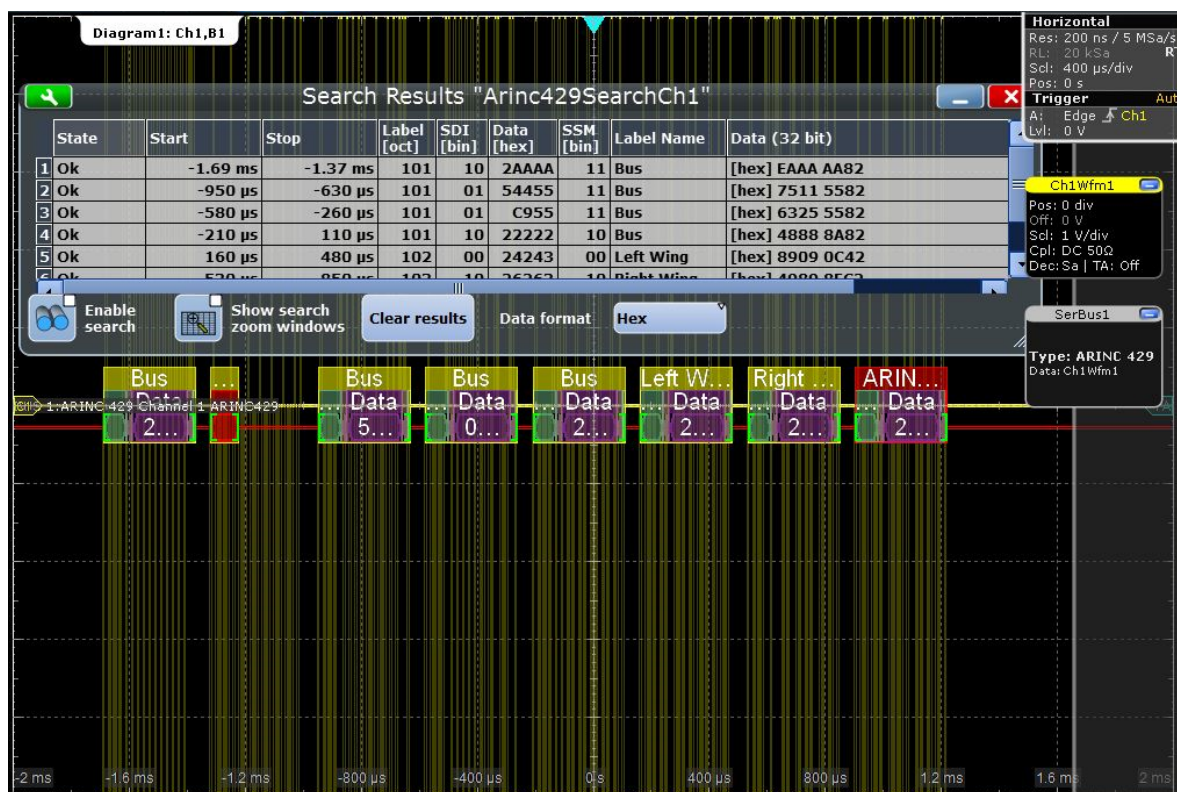 Diagram1: Ch1,B1
Horizontal
Res: 200 ns / 5 MSa/s
RL: 20 kSa
Scl: 400 µs/div
Pos: 0 s
Trigger Aut
A: Edge Ch1
Lvl: 0 V
Search Results "Arinc429SearchCh1"
State Start Stop Label [oct] SDI [bin] Data [hex] SSM [bin] Label Name Data (32 bit)
1 Ok -1.69 ms -1.37 ms 101 10 2AAAA 11 Bus [hex] EAAA AA82
2 Ok -950 µs -630 µs 101 01 54455 11 Bus [hex] 7511 5582
3 Ok -580 µs -260 µs 101 01 C955 11 Bus [hex] 6325 5582
4 Ok -210 µs 110 µs 101 10 22222 10 Bus [hex] 4888 8A82
5 Ok 160 µs 480 µs 102 00 24243 00 Left Wing [hex] 8909 0C42
Ch1Wfm1
Pos: 0 div
Off: 0 V
Scl: 1 V/div
Cpl: DC 50Ω
Dec: Sa | TA: Off
Enable search
Show search zoom windows
Clear results
Data format
Hex
SerBus1
Type: ARINC 429
Data: Ch1Wfm1
Bus ... Bus Bus Bus Left W... Right ... ARIN...
1:ARINC 429 Channel 1 ARINC429
Data ... Data ... Data ... Data ... Data ... Data ... Data
2... 5... 0... 2... 2... 2... 2...
-2 ms -1.6 ms -1.2 ms -800 µs -400 µs 0 s 400 µs 800 µs 1.2 ms 1.6 ms 2 ms